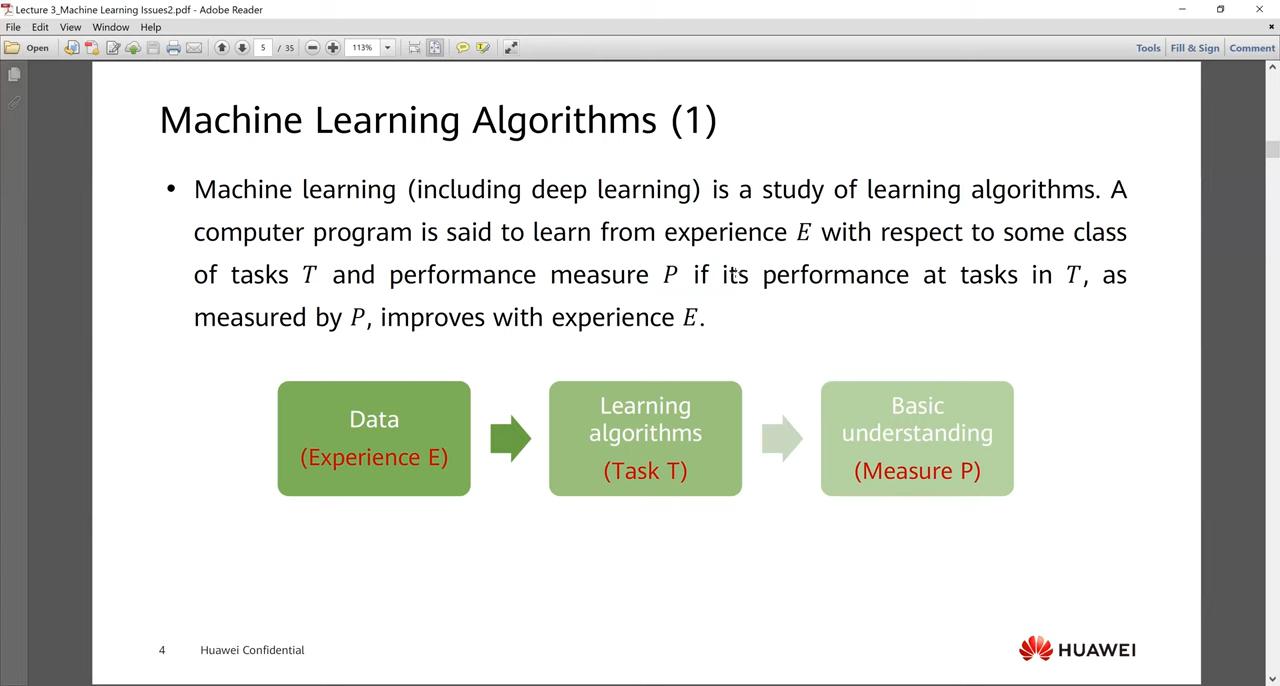 Lecture 3_Machine Learning Issues2.pdf - Adobe Reader
File Edit View Window Help
Open 5 / 35 113% Tools Fill & Sign Comment
Machine Learning Algorithms (1)
• Machine learning (including deep learning) is a study of learning algorithms. A
computer program is said to learn from experience E with respect to some class
of tasks T and performance measure P if its performance at tasks in T, as
measured by P, improves with experience E.
Data
(Experience E)
Learning
algorithms
(Task T)
Basic
understanding
(Measure P)
4 Huawei Confidential
HUAWEI